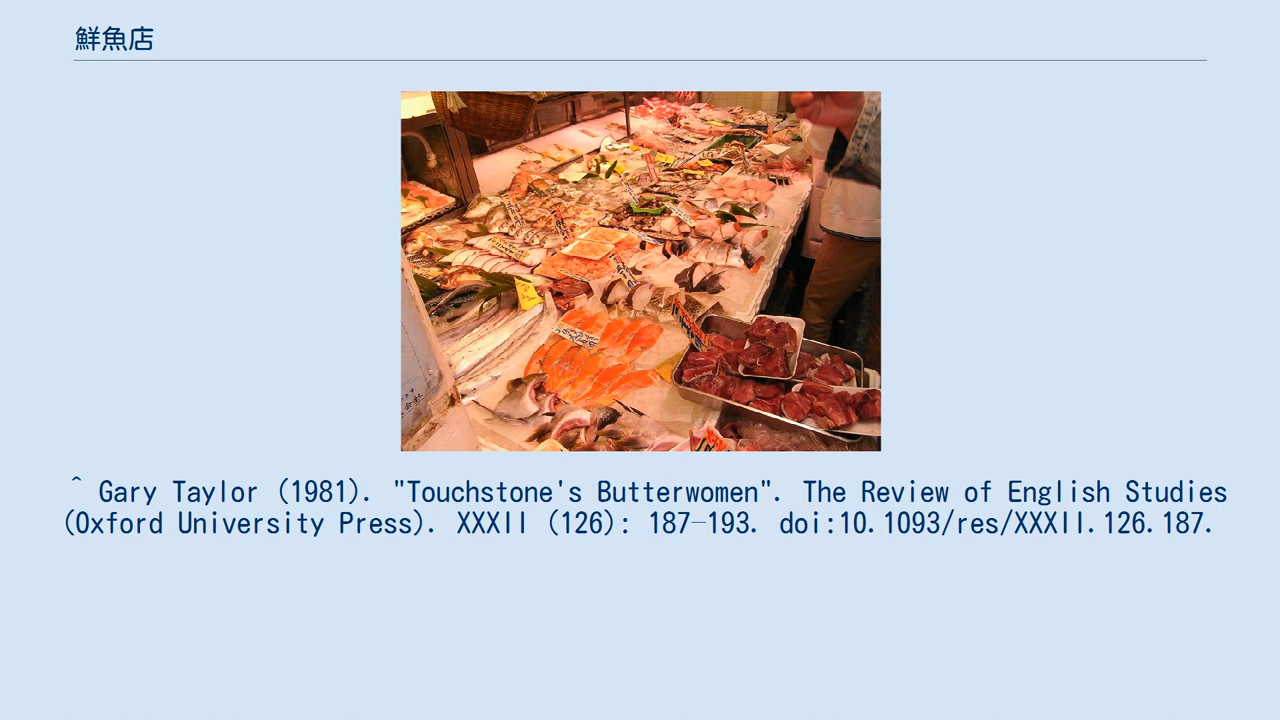 鮮魚店
^ Gary Taylor (1981). "Touchstone's Butterwomen". The Review of English Studies
(Oxford University Press). XXXII (126): 187–193. doi:10.1093/res/XXXII.126.187.